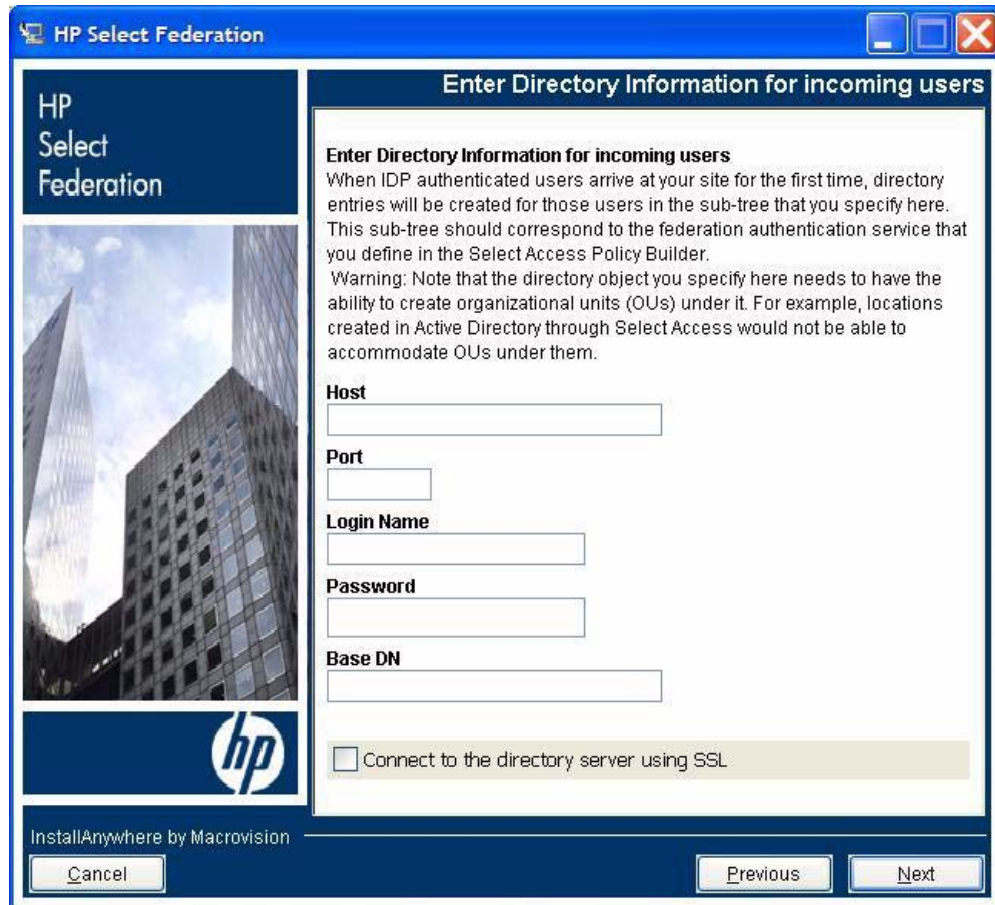 HP Select Federation
HP
Select
Federation
Enter Directory Information for incoming users
Enter Directory Information for incoming users
When IDP authenticated users arrive at your site for the first time, directory
entries will be created for those users in the sub-tree that you specify here.
This sub-tree should correspond to the federation authentication service that
you define in the Select Access Policy Builder.
Warning: Note that the directory object you specify here needs to have the
ability to create organizational units (OUs) under it. For example, locations
created in Active Directory through Select Access would not be able to
accommodate OUs under them.
Host
Port
Login Name
Password
Base DN
Connect to the directory server using SSL
hp
InstallAnywhere by Macrovision
Cancel
Previous
Next